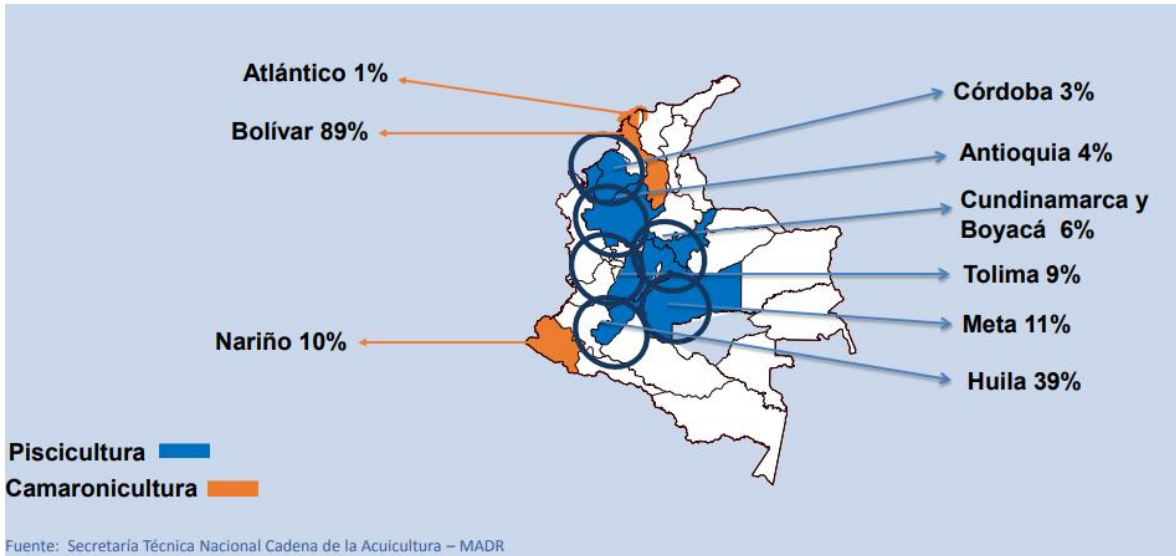 Atlántico 1%
Bolívar 89%
Nariño 10%
Córdoba 3%
Antioquia 4%
Cundinamarca y
Boyacá 6%
Tolima 9%
Meta 11%
Huila 39%
Piscicultura
Camaronicultura
Fuente: Secretaría Técnica Nacional Cadena de la Acuicultura – MADR